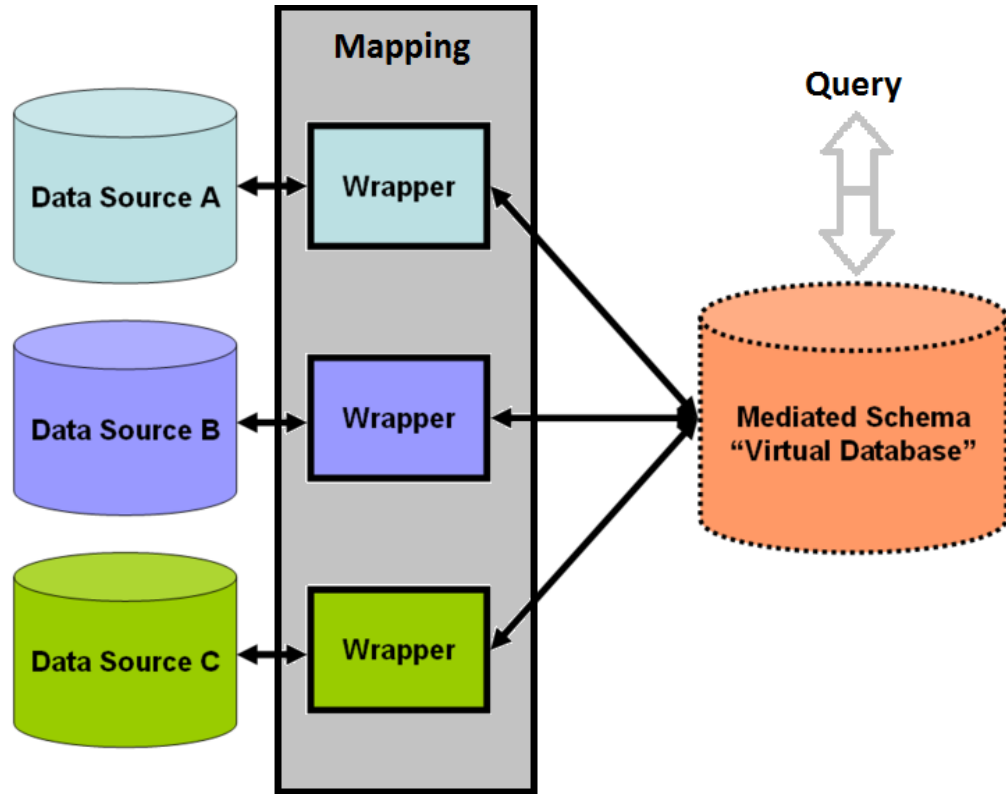 Mapping
Query
Data Source A
Wrapper
Data Source B
Wrapper
Mediated Schema
“Virtual Database”
Data Source C
Wrapper